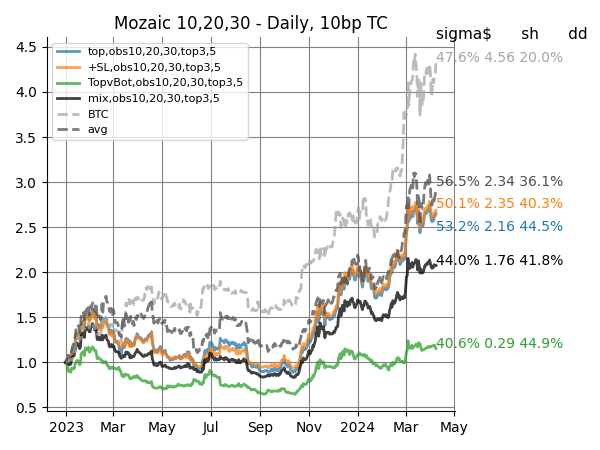 Mozaic 10,20,30 - Daily, 10bp TC
sigma$ sh dd
4.5
4.0
3.5
3.0
2.5
2.0
1.5
1.0
0.5
top,obs10,20,30,top3,5
+SL,obs10,20,30,top3,5
TopvBot,obs10,20,30,top3,5
mix,obs10,20,30,top3,5
BTC
avg
47.6% 4.56 20.0%
56.5% 2.34 36.1%
50.1% 2.35 40.3%
53.2% 2.16 44.5%
44.0% 1.76 41.8%
40.6% 0.29 44.9%
2023 Mar May Jul Sep Nov 2024 Mar May